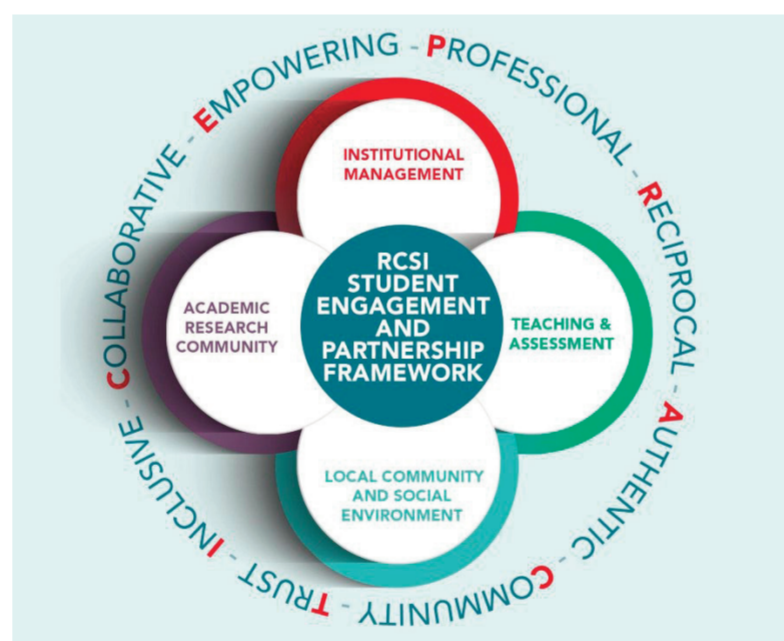 EMPOWERING - PROFESSIONAL - RECIPROCAL - AUTHENTIC - COMMUNITY - TRUST - INCLUSIVE - COLLABORATIVE -
INSTITUTIONAL
MANAGEMENT
ACADEMIC
RESEARCH
COMMUNITY
RCSI
STUDENT
ENGAGEMENT
AND
PARTNERSHIP
FRAMEWORK
TEACHING &
ASSESSMENT
LOCAL COMMUNITY
AND SOCIAL
ENVIRONMENT